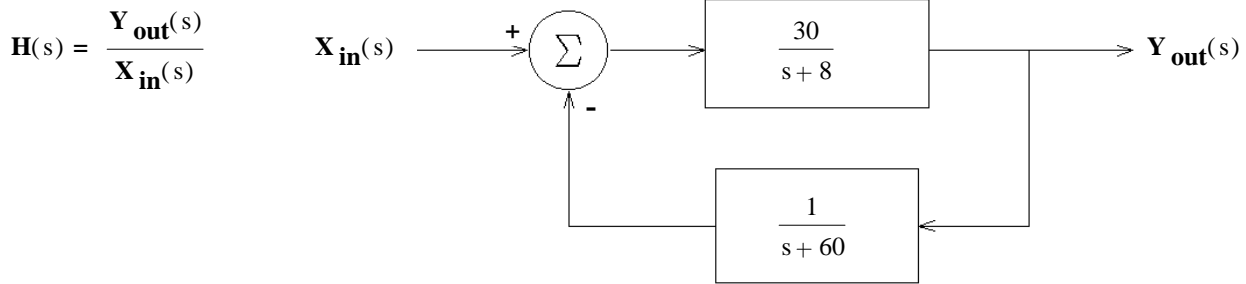 H(s) = Y out(s) / X in(s)
X in(s)
+
Σ
-
30 / s + 8
Y out(s)
1 / s + 60